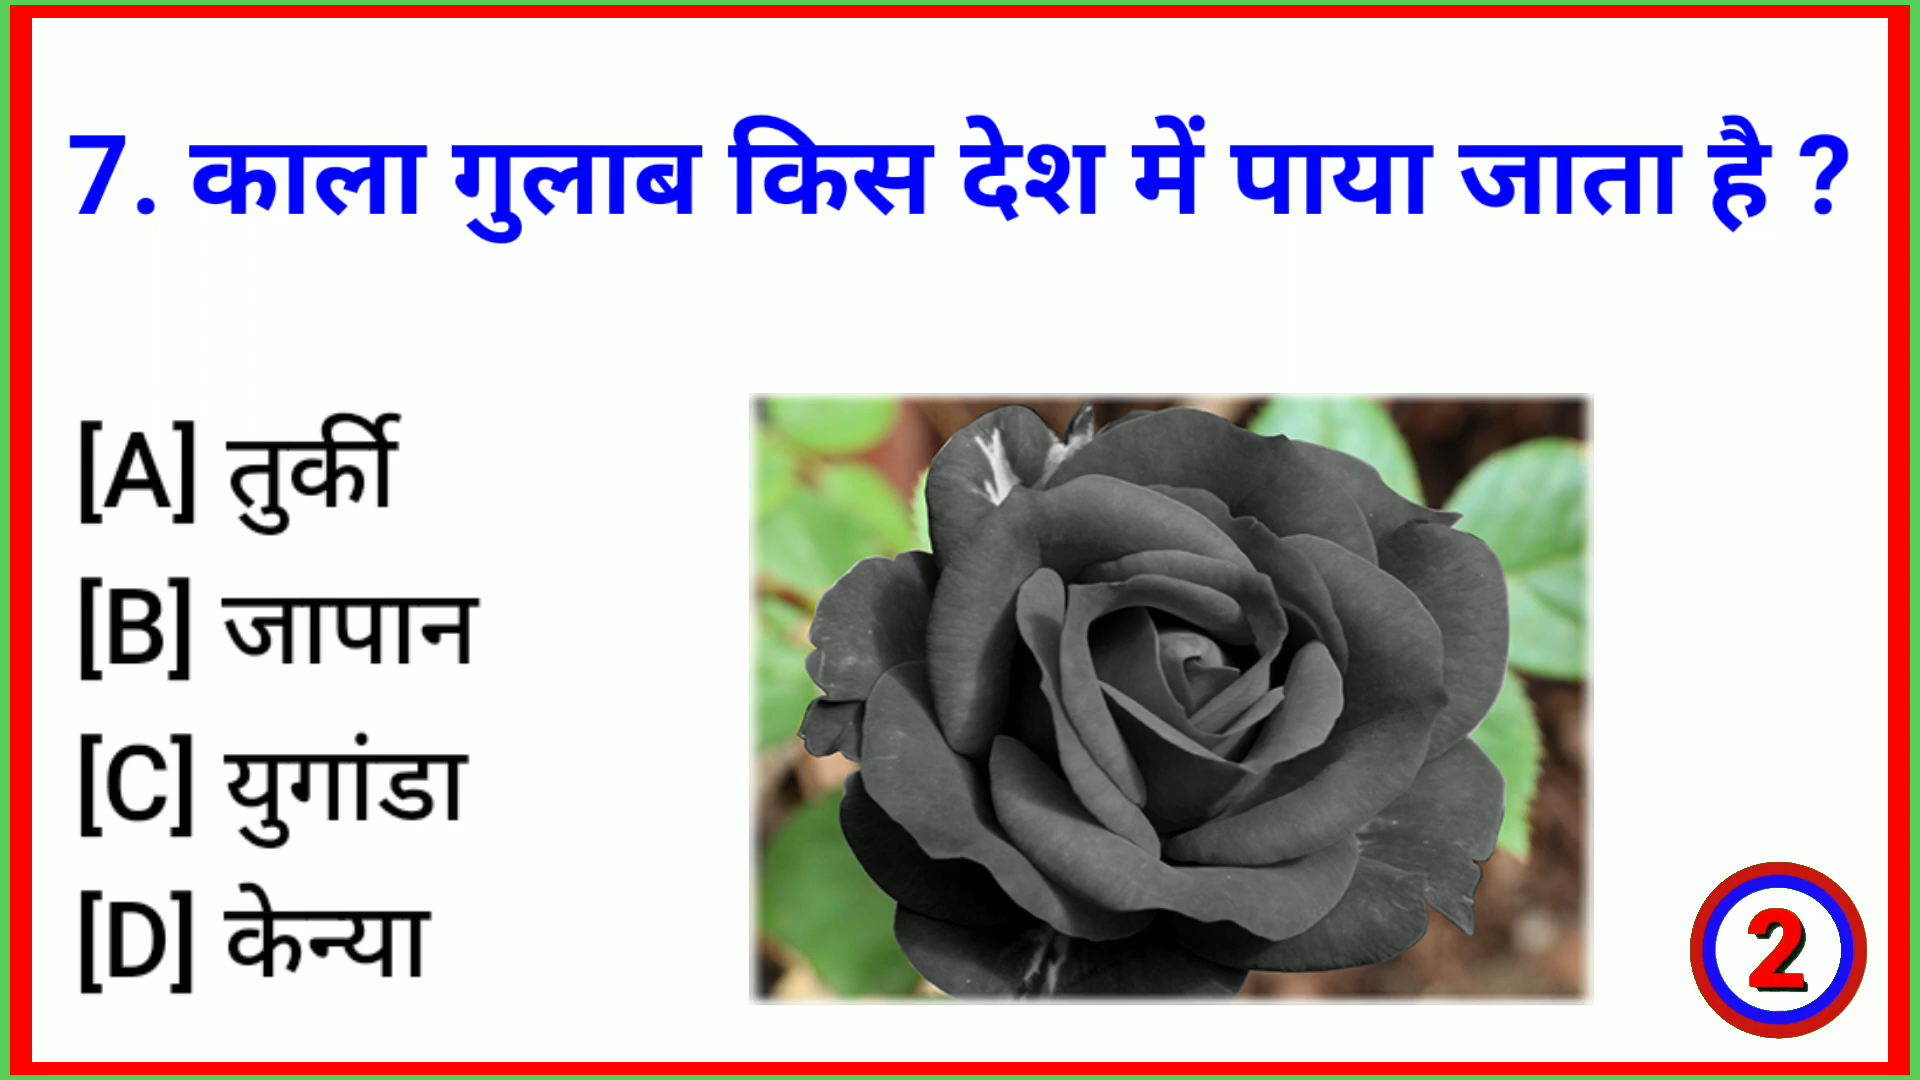 7. काला गुलाब किस देश में पाया जाता है ?
[A] तुर्की
[B] जापान
[C] युगांडा
[D] केन्या
2